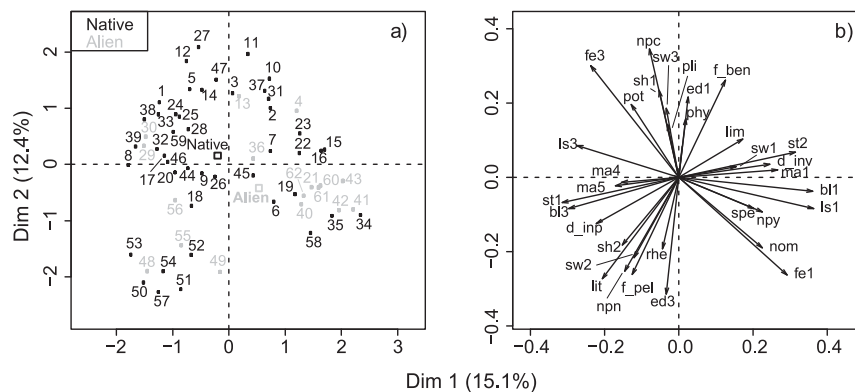 Native
Alien
a)
b)
27
12
11
47
5
14
3
37
10
31
13
2
4
1
38
24
25
33
30
28
23
39
32
59
Native
7
15
36
22
16
8
29
46
17
20
44
9
26
45
Alien
19
62
21
60
43
61
56
18
6
40
42
41
35
34
58
55
53
52
48
54
49
50
57
51
2
1
0
−1
−2
−2
−1
0
1
2
3
Dim 2 (12.4%)
npc
fe3
sw3
pli
sh1
f_ben
pot
ed1
phy
lim
ls3
sw1
st2
d_inv
ma4
ma1
ma5
bl1
st1
bl3
spe
npy
ls1
d_inp
sh2
rhe
nom
sw2
fe1
lit
f_pel
npn
ed3
0.4
0.2
0.0
−0.2
−0.4
−0.4
−0.2
0.0
0.2
0.4
Dim 1 (15.1%)